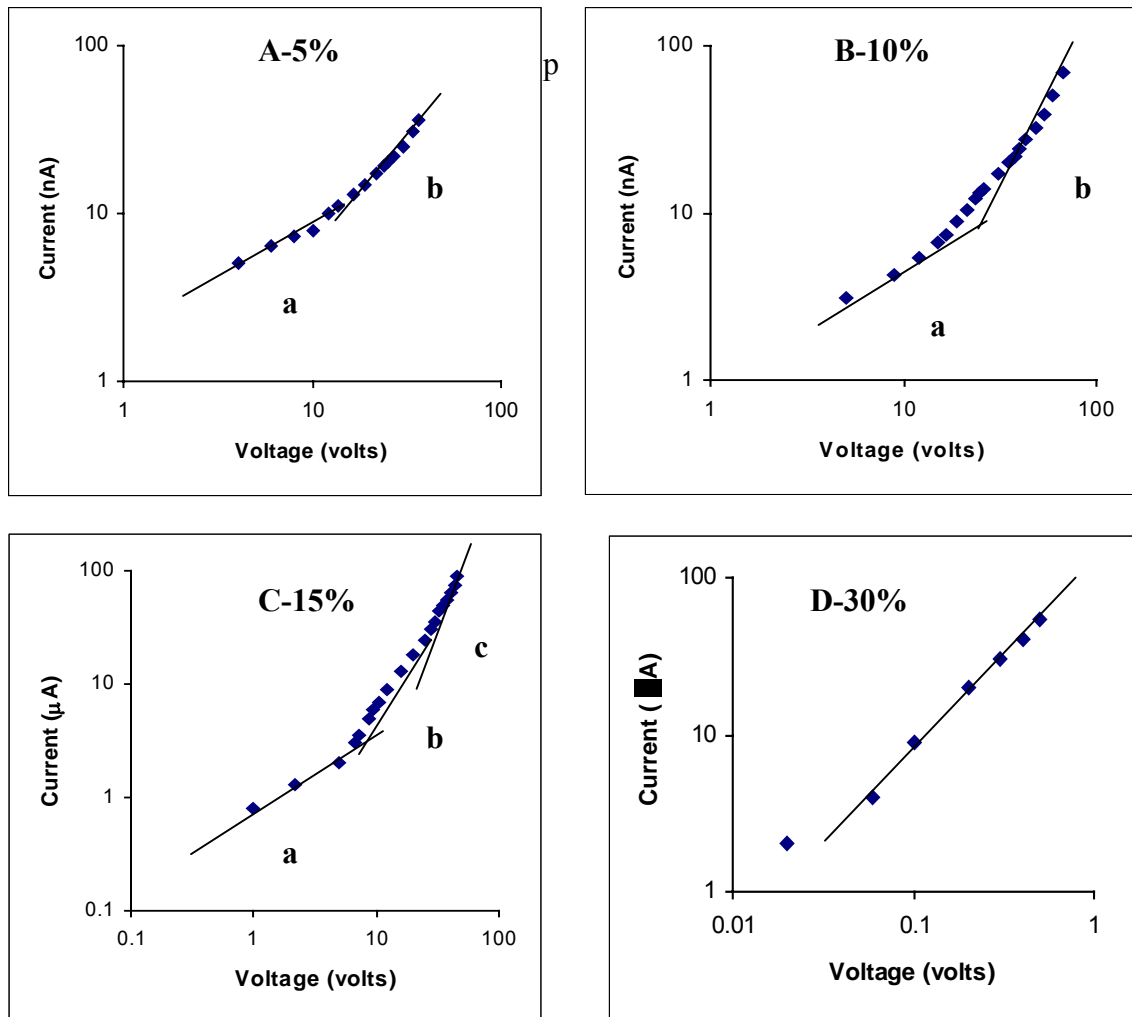 100
A-5%
p
Current (nA)
10
b
a
1
1 10 100
Voltage (volts)
100
B-10%
Current (nA)
10
b
a
1
1 10 100
Voltage (volts)
100
C-15%
c
10
Current (μA)
b
1
a
0.1
0.1 1 10 100
Voltage (volts)
100
D-30%
Current ( A)
10
1
0.01 0.1 1
Voltage (volts)